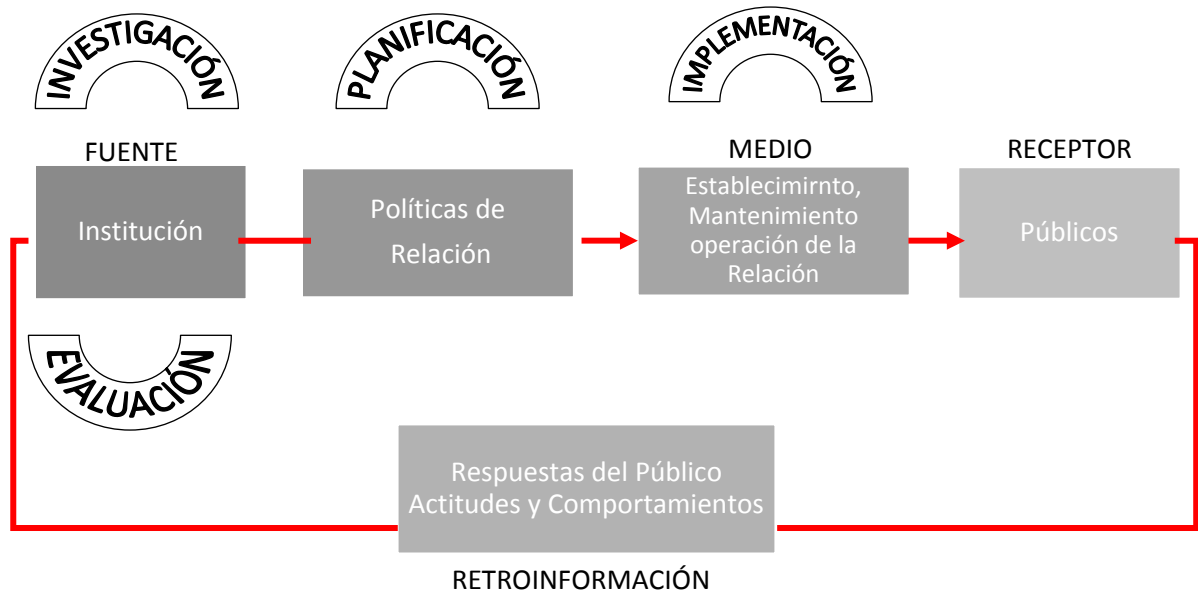 INVESTIGACIÓN
PLANIFICACIÓN
IMPLEMENTACIÓN
FUENTE
MEDIO
RECEPTOR
Institución
Políticas de
Relación
Establecimirnto,
Mantenimiento
operación de la
Relación
Públicos
EVALUACIÓN
Respuestas del Público
Actitudes y Comportamientos
RETROINFORMACIÓN